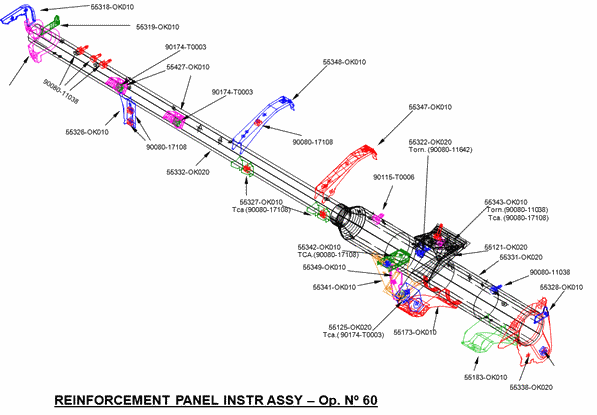 55318-OK010
55319-OK010
90174-T0003
55427-OK010
55348-OK010
90080-11038
90174-T0003
55347-OK010
55326-OK010
90080-17108
90080-17108
55322-OK020
Torn. (90080-11642)
55332-OK020
90115-T0006
55327-OK010
Tca (90080-17108)
55343-OK010
Torn. (90080-11038)
Tca. (90080-17108)
55342-OK010
TCA. (90080-17108)
55121-OK020
55331-OK020
55349-OK010
90080-11038
55341-OK010
55328-OK010
55125-OK020
Tca. (90174-T0003)
55173-OK010
55183-OK010
55338-OK020
REINFORCEMENT PANEL INSTR ASSY – Op. Nº 60